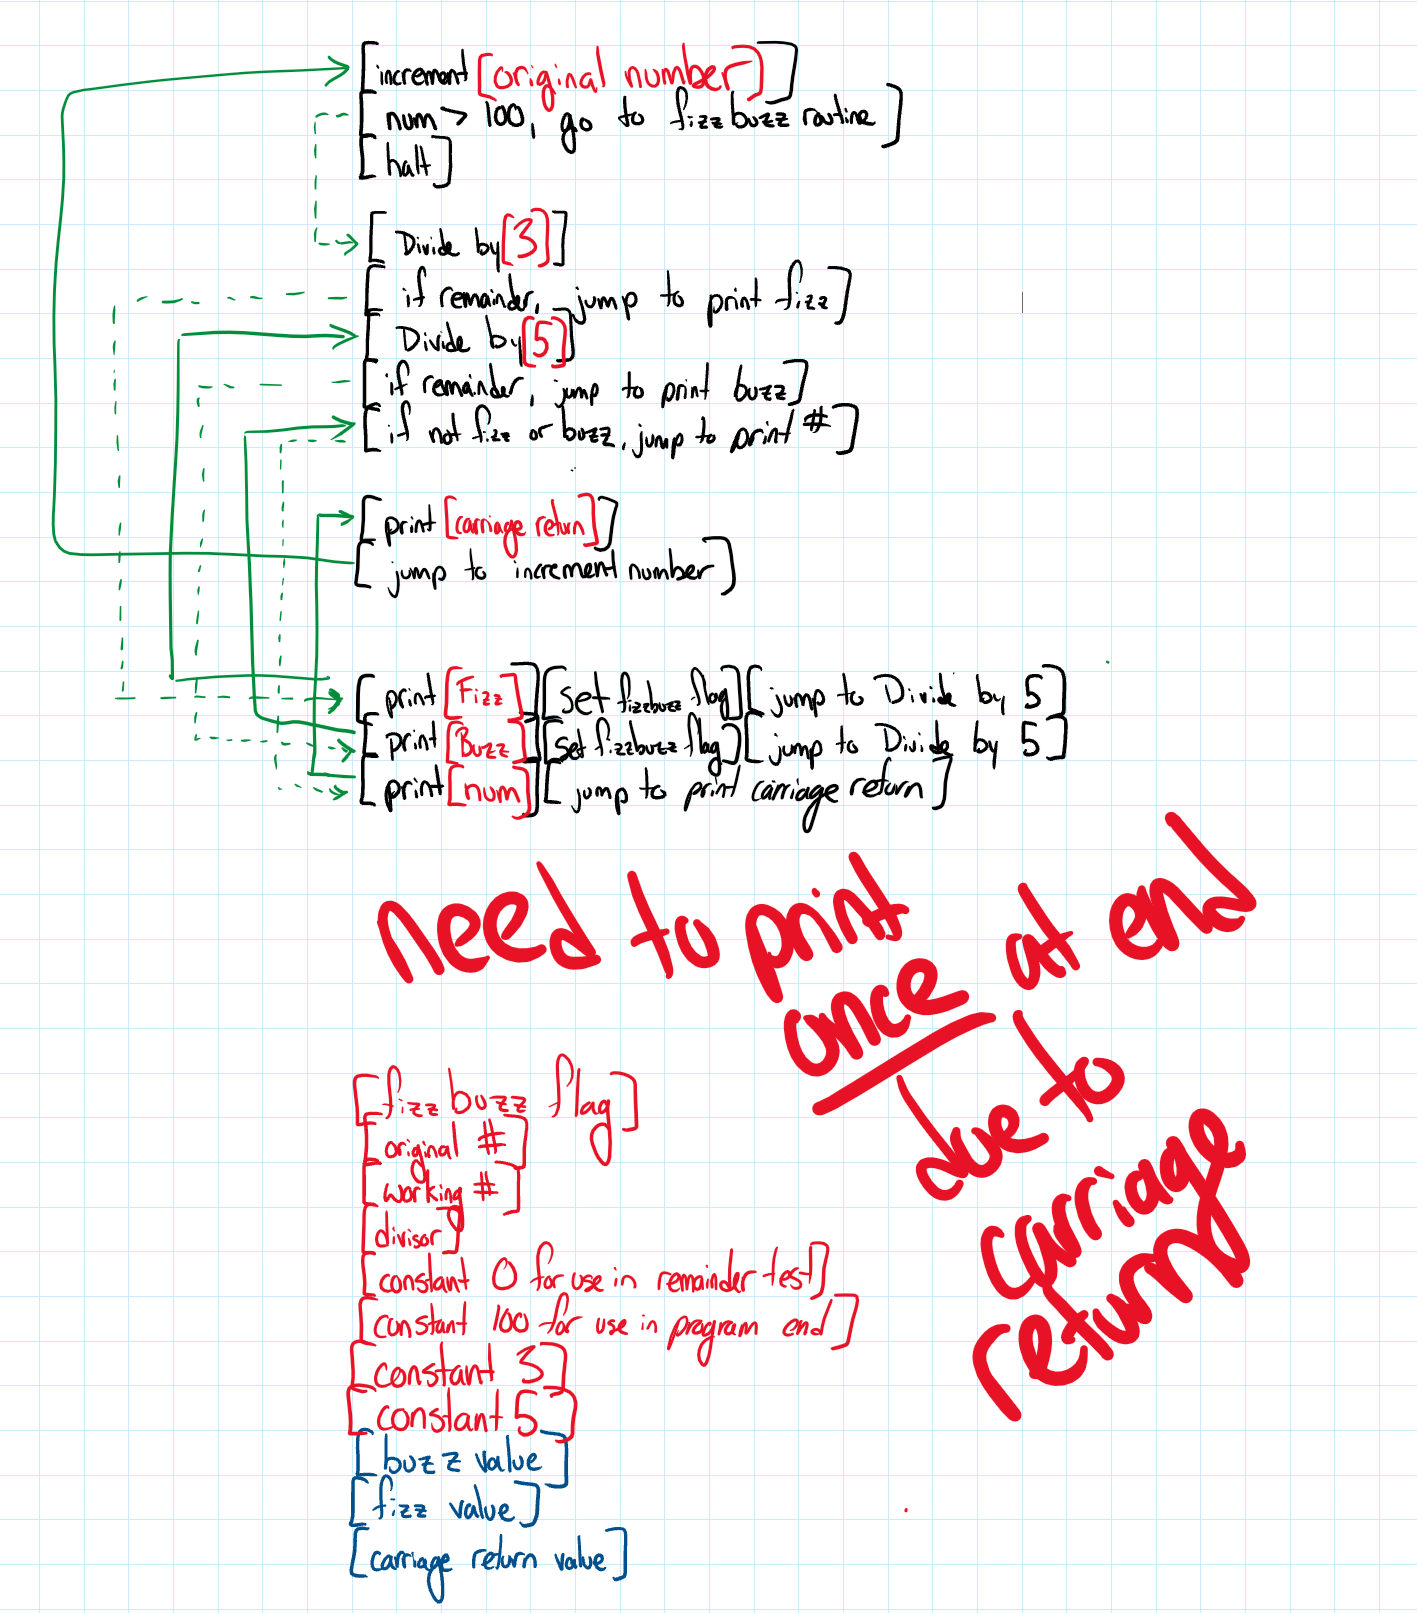 [increment [original number]]
[num > 100, go to fizzbuzz routine]
[halt]
[Divide by [3]]
[if remainder, jump to print fizz]
[Divide by [5]]
[if remainder, jump to print buzz]
[if not fizz or buzz, jump to print #]
[print [carriage return]]
[jump to increment number]
[print [Fizz]] [set fizzbuzz flag] [jump to Divide by 5]
[print [Buzz]] [set fizzbuzz flag] [jump to Divide by 5]
[print [num]] [jump to print carriage return]
need to print
once at end
due to
carriage
return
[fizz buzz flag]
[original #]
[working #]
[divisor]
[constant 0 for use in remainder test]
[constant 100 for use in program end]
[constant 3]
[constant 5]
[buzz value]
[fizz value]
[carriage return value]